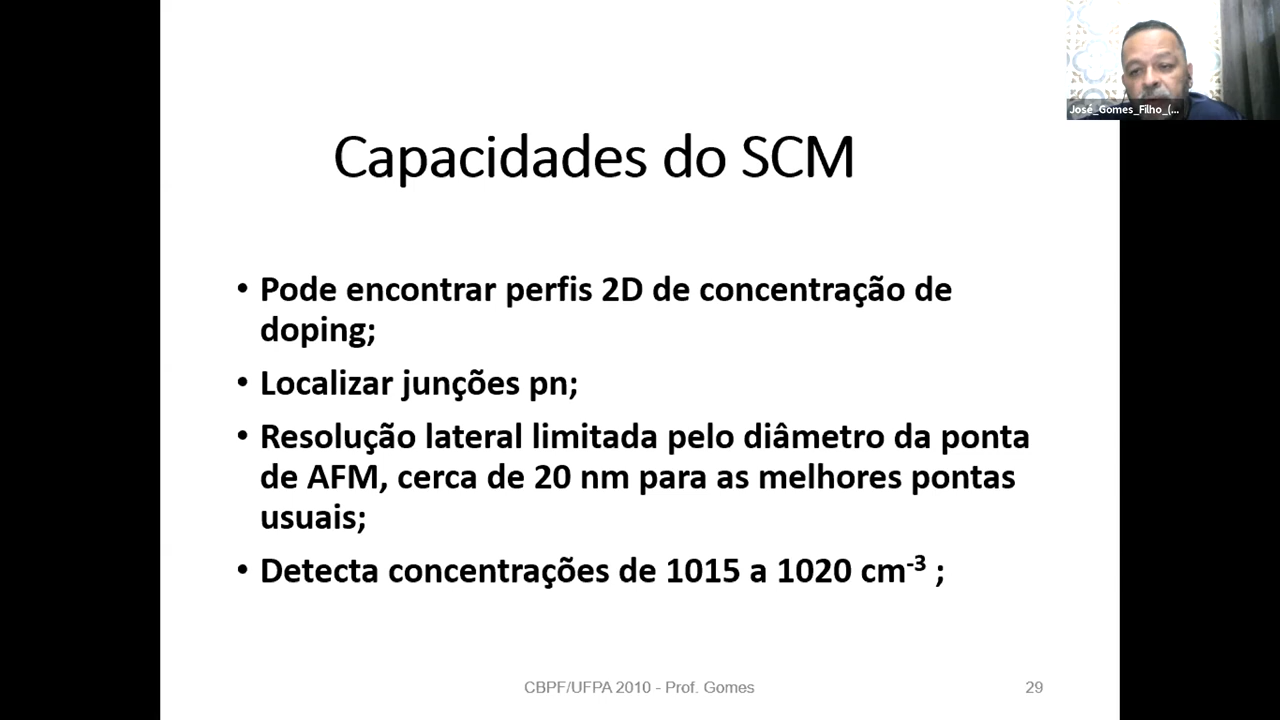 José_Gomes_Filho_(...
Capacidades do SCM
• Pode encontrar perfis 2D de concentração de
doping;
• Localizar junções pn;
• Resolução lateral limitada pelo diâmetro da ponta
de AFM, cerca de 20 nm para as melhores pontas
usuais;
• Detecta concentrações de 1015 a 1020 cm⁻³ ;
CBPF/UFPA 2010 - Prof. Gomes
29